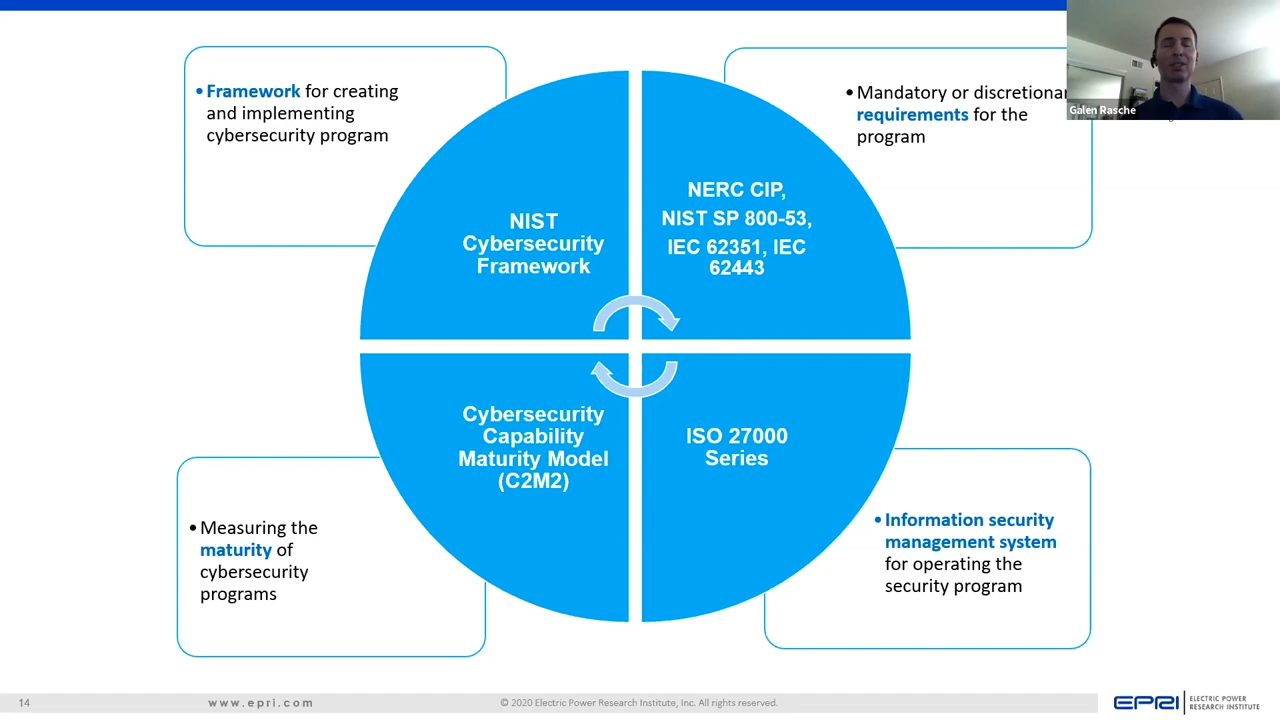 • Framework for creating
and implementing
cybersecurity program
• Mandatory or discretionar
requirements for the
program
Galen Rasche
NIST
Cybersecurity
Framework
NERC CIP,
NIST SP 800-53,
IEC 62351, IEC
62443
Cybersecurity
Capability
Maturity Model
(C2M2)
ISO 27000
Series
• Measuring the
maturity of
cybersecurity
programs
• Information security
management system
for operating the
security program
14
www.epri.com
© 2020 Electric Power Research Institute, Inc. All rights reserved.
EPRI
ELECTRIC POWER
RESEARCH INSTITUTE